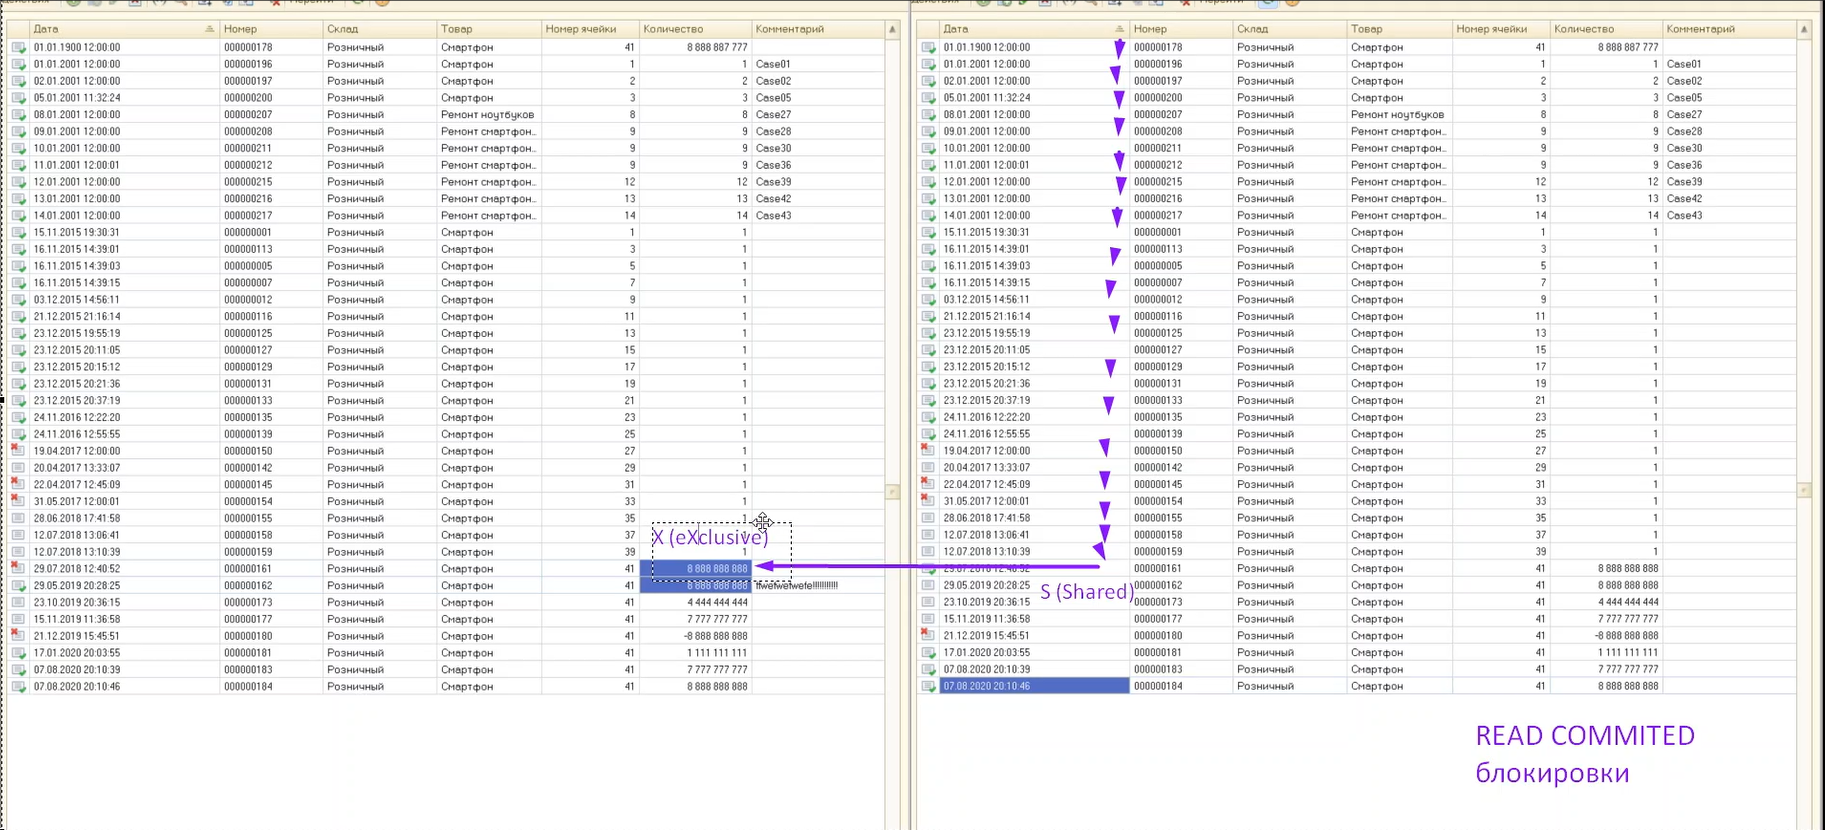 Дата Номер Склад Товар Номер ячейки Количество Комментарий
01.01.1900 12:00:00 000000178 Розничный Смартфон 41 8 888 887 777
01.01.2001 12:00:00 000000196 Розничный Смартфон 1 1 Case01
02.01.2001 12:00:00 000000197 Розничный Смартфон 2 2 Case02
05.01.2001 11:32:24 000000200 Розничный Смартфон 3 3 Case05
08.01.2001 12:00:00 000000207 Розничный Ремонт ноутбуков 8 8 Case27
09.01.2001 12:00:00 000000208 Розничный Ремонт смартфон... 9 9 Case28
10.01.2001 12:00:00 000000211 Розничный Ремонт смартфон... 9 9 Case30
11.01.2001 12:00:01 000000212 Розничный Ремонт смартфон... 9 9 Case36
12.01.2001 12:00:00 000000215 Розничный Ремонт смартфон... 12 12 Case39
13.01.2001 12:00:00 000000216 Розничный Ремонт смартфон... 13 13 Case42
14.01.2001 12:00:00 000000217 Розничный Ремонт смартфон... 14 14 Case43
15.11.2015 19:30:31 000000001 Розничный Смартфон 1 1
16.11.2015 14:39:01 000000113 Розничный Смартфон 3 1
16.11.2015 14:39:03 000000005 Розничный Смартфон 5 1
16.11.2015 14:39:15 000000007 Розничный Смартфон 7 1
03.12.2015 14:56:11 000000012 Розничный Смартфон 9 1
21.12.2015 21:16:14 000000116 Розничный Смартфон 11 1
23.12.2015 19:55:19 000000125 Розничный Смартфон 13 1
23.12.2015 20:11:05 000000127 Розничный Смартфон 15 1
23.12.2015 20:15:12 000000129 Розничный Смартфон 17 1
23.12.2015 20:21:36 000000131 Розничный Смартфон 19 1
23.12.2015 20:37:19 000000133 Розничный Смартфон 21 1
24.11.2016 12:22:20 000000135 Розничный Смартфон 23 1
24.11.2016 12:55:55 000000139 Розничный Смартфон 25 1
19.04.2017 12:00:00 000000150 Розничный Смартфон 27 1
20.04.2017 13:33:07 000000142 Розничный Смартфон 29 1
22.04.2017 12:45:09 000000145 Розничный Смартфон 31 1
31.05.2017 12:00:01 000000154 Розничный Смартфон 33 1
28.06.2018 17:41:58 000000155 Розничный Смартфон 35 1
12.07.2018 13:06:41 000000158 Розничный Смартфон 37
X (eXclusive)
12.07.2018 13:10:39 000000159 Розничный Смартфон 39 1
29.07.2018 12:40:52 000000161 Розничный Смартфон 41 8 888 888 888
29.05.2019 20:28:25 000000162 Розничный Смартфон 41 8 888 888 888
23.10.2019 20:36:15 000000173 Розничный Смартфон 41 4 444 444 444
15.11.2019 11:36:58 000000177 Розничный Смартфон 41 7 777 777 777
21.12.2019 15:45:51 000000180 Розничный Смартфон 41 -8 888 888 888
17.01.2020 20:03:55 000000181 Розничный Смартфон 41 1 111 111 111
07.08.2020 20:10:39 000000183 Розничный Смартфон 41 7 777 777 777
07.08.2020 20:10:46 000000184 Розничный Смартфон 41 8 888 888 888
Дата Номер Склад Товар Номер ячейки Количество Комментарий
01.01.1900 12:00:00 000000178 Розничный Смартфон 41 8 888 887 777
01.01.2001 12:00:00 000000196 Розничный Смартфон 1 1 Case01
02.01.2001 12:00:00 000000197 Розничный Смартфон 2 2 Case02
05.01.2001 11:32:24 000000200 Розничный Смартфон 3 3 Case05
08.01.2001 12:00:00 000000207 Розничный Ремонт ноутбуков 8 8 Case27
09.01.2001 12:00:00 000000208 Розничный Ремонт смартфон... 9 9 Case28
10.01.2001 12:00:00 000000211 Розничный Ремонт смартфон... 9 9 Case30
11.01.2001 12:00:01 000000212 Розничный Ремонт смартфон... 9 9 Case36
12.01.2001 12:00:00 000000215 Розничный Ремонт смартфон... 12 12 Case39
13.01.2001 12:00:00 000000216 Розничный Ремонт смартфон... 13 13 Case42
14.01.2001 12:00:00 000000217 Розничный Ремонт смартфон... 14 14 Case43
15.11.2015 19:30:31 000000001 Розничный Смартфон 1 1
16.11.2015 14:39:01 000000113 Розничный Смартфон 3 1
16.11.2015 14:39:03 000000005 Розничный Смартфон 5 1
16.11.2015 14:39:15 000000007 Розничный Смартфон 7 1
03.12.2015 14:56:11 000000012 Розничный Смартфон 9 1
21.12.2015 21:16:14 000000116 Розничный Смартфон 11 1
23.12.2015 19:55:19 000000125 Розничный Смартфон 13 1
23.12.2015 20:11:05 000000127 Розничный Смартфон 15 1
23.12.2015 20:15:12 000000129 Розничный Смартфон 17 1
23.12.2015 20:21:36 000000131 Розничный Смартфон 19 1
23.12.2015 20:37:19 000000133 Розничный Смартфон 21 1
24.11.2016 12:22:20 000000135 Розничный Смартфон 23 1
24.11.2016 12:55:55 000000139 Розничный Смартфон 25 1
19.04.2017 12:00:00 000000150 Розничный Смартфон 27 1
20.04.2017 13:33:07 000000142 Розничный Смартфон 29 1
22.04.2017 12:45:09 000000145 Розничный Смартфон 31 1
31.05.2017 12:00:01 000000154 Розничный Смартфон 33 1
28.06.2018 17:41:58 000000155 Розничный Смартфон 35 1
12.07.2018 13:06:41 000000158 Розничный Смартфон 37 1
12.07.2018 13:10:39 000000159 Розничный Смартфон 39 1
29.07.2018 12:40:52 000000161 Розничный Смартфон 41 8 888 888 888
29.05.2019 20:28:25 000000162 Розничный Смартфон 41 8 888 888 888
S (Shared)
23.10.2019 20:36:15 000000173 Розничный Смартфон 41 4 444 444 444
15.11.2019 11:36:58 000000177 Розничный Смартфон 41 7 777 777 777
21.12.2019 15:45:51 000000180 Розничный Смартфон 41 -8 888 888 888
17.01.2020 20:03:55 000000181 Розничный Смартфон 41 1 111 111 111
07.08.2020 20:10:39 000000183 Розничный Смартфон 41 7 777 777 777
07.08.2020 20:10:46 000000184 Розничный Смартфон 41 8 888 888 888
READ COMMITED
блокировки